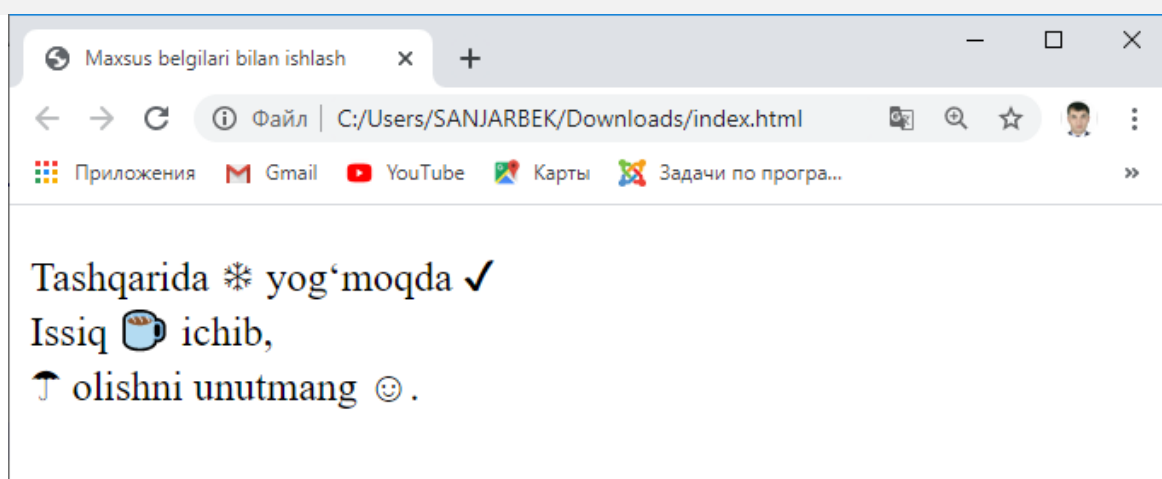 Maxsus belgilari bilan ishlash
Файл | C:/Users/SANJARBEK/Downloads/index.html
Приложения Gmail YouTube Карты Задачи по програ... »
Tashqarida ❄ yog‘moqda ✓
Issiq ☕ ichib,
☂ olishni unutmang ☺.